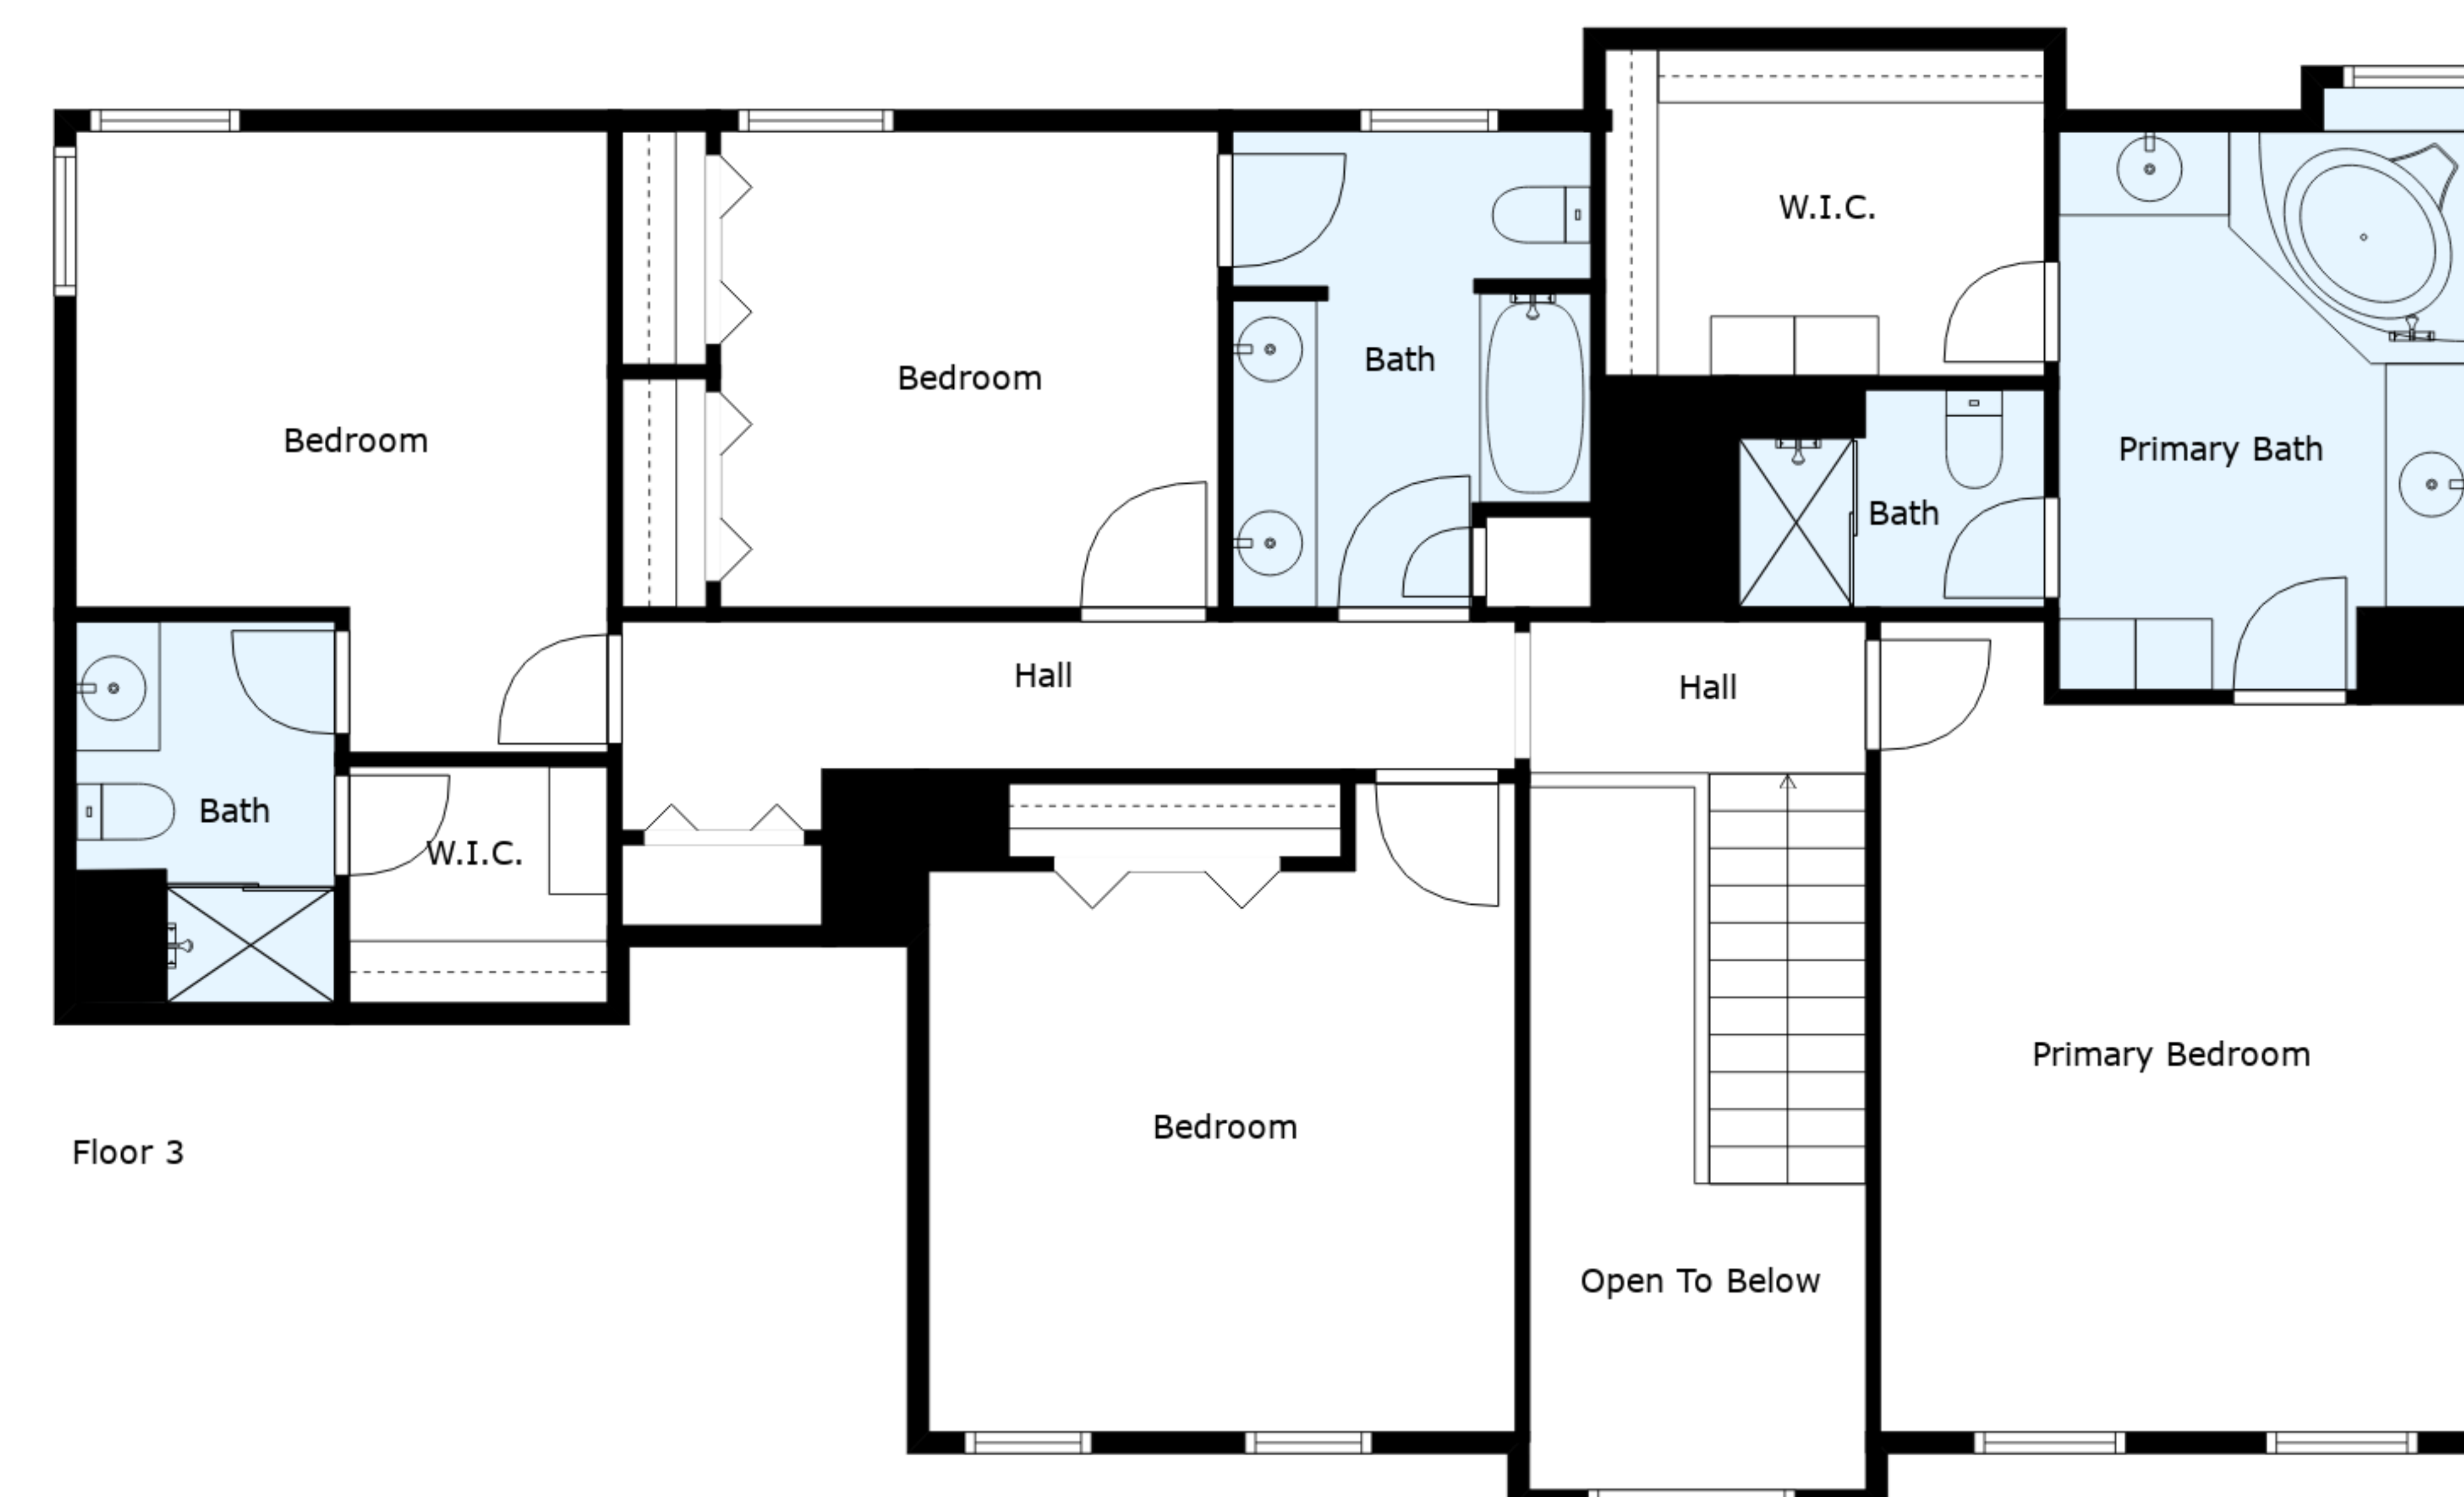 W.I.C.
Bath
Bedroom
Bedroom
Primary Bath
Bath
Hall
Hall
Bath
W.I.C.
Primary Bedroom
Bedroom
Floor 3
Open To Below